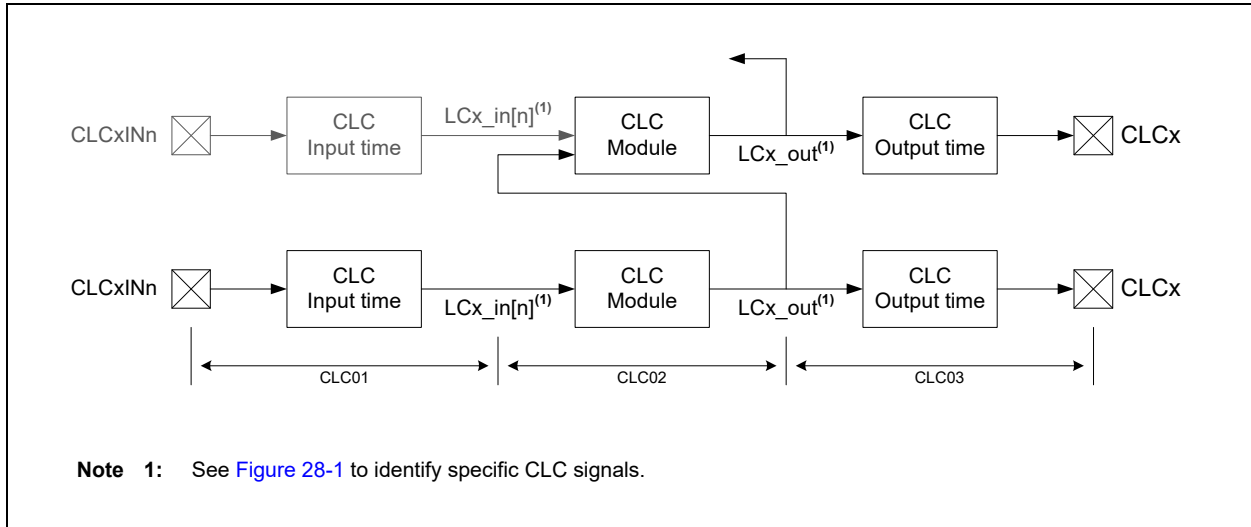 CLCxINn
CLC
Input time
LCx_in[n](1)
CLC
Module
LCx_out(1)
CLC
Output time
CLCx
CLCxINn
CLC
Input time
LCx_in[n](1)
CLC
Module
LCx_out(1)
CLC
Output time
CLCx
CLC01
CLC02
CLC03
Note 1: See Figure 28-1 to identify specific CLC signals.